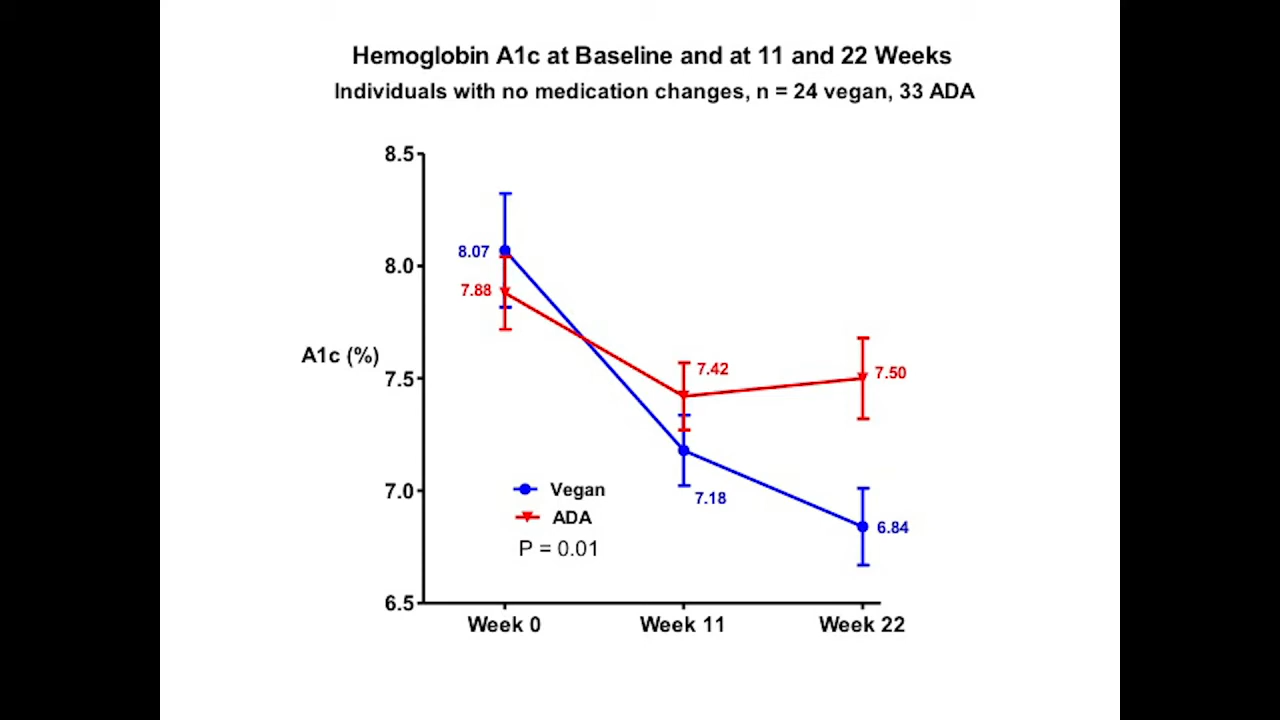 Hemoglobin A1c at Baseline and at 11 and 22 Weeks
Individuals with no medication changes, n = 24 vegan, 33 ADA
8.5
8.07
8.0
7.88
A1c (%)
7.5
7.42
7.50
7.0
7.18
6.84
Vegan
ADA
P = 0.01
6.5
Week 0
Week 11
Week 22